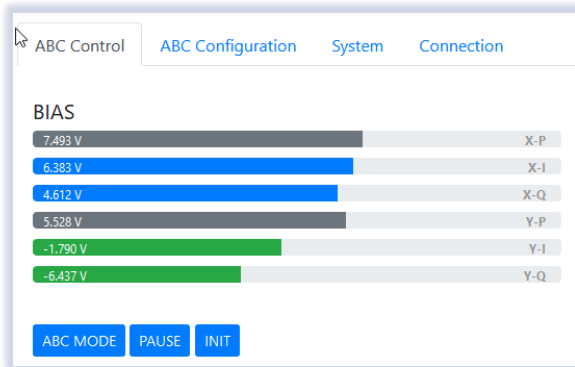 ABC Control ABC Configuration System Connection
BIAS
7.493 V X-P
6.383 V X-I
4.612 V X-Q
5.528 V Y-P
-1.790 V Y-I
-6.437 V Y-Q
ABC MODE PAUSE INIT